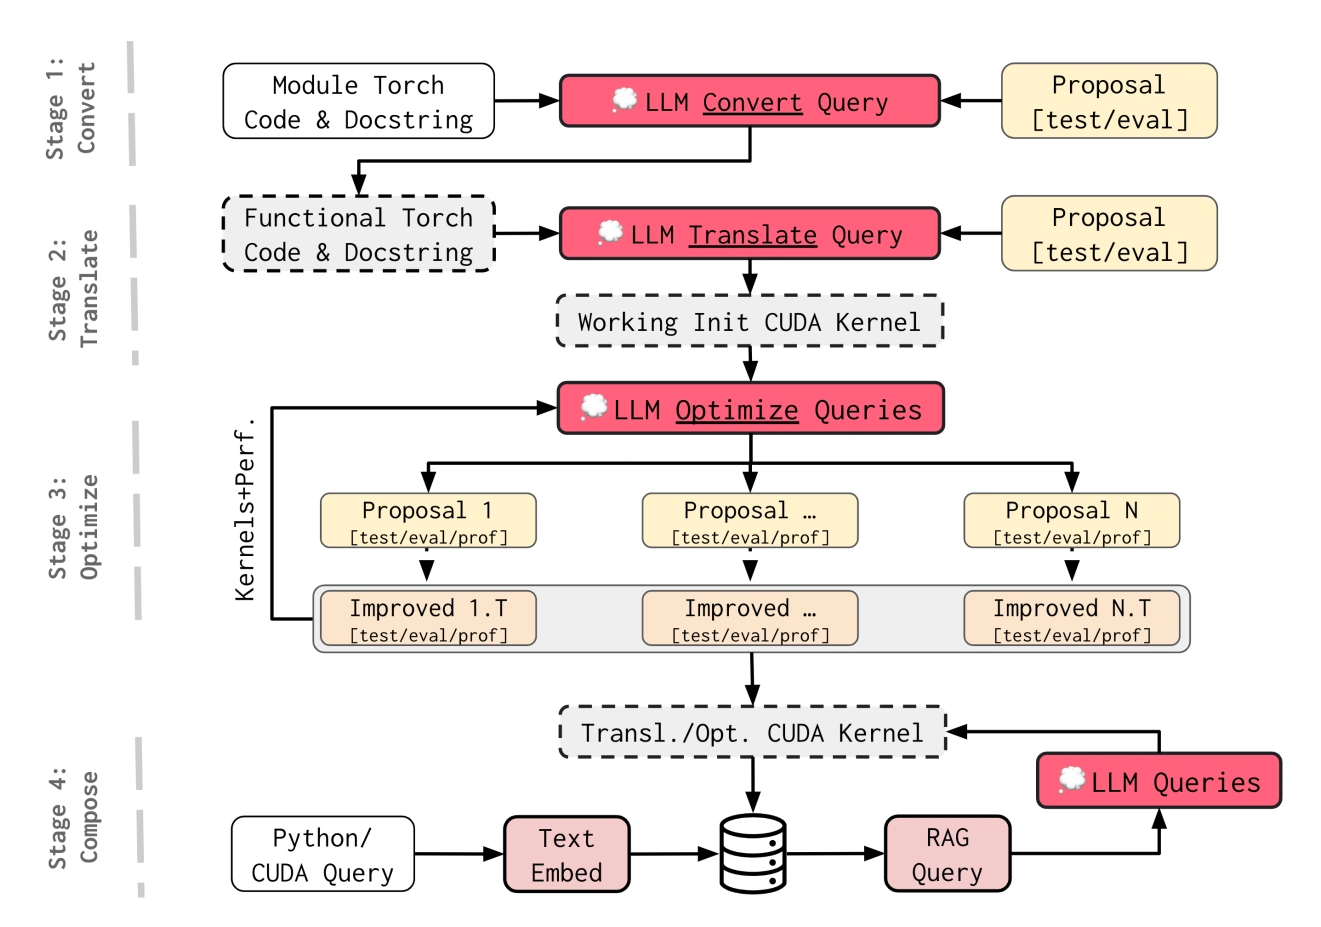 Stage 1:
Convert
Module Torch
Code & Docstring
LLM Convert Query
Proposal
[test/eval]
Stage 2:
Translate
Functional Torch
Code & Docstring
LLM Translate Query
Proposal
[test/eval]
Working Init CUDA Kernel
Stage 3:
Optimize
LLM Optimize Queries
Kernels+Perf.
Proposal 1
[test/eval/prof]
Proposal …
[test/eval/prof]
Proposal N
[test/eval/prof]
Improved 1.T
[test/eval/prof]
Improved …
[test/eval/prof]
Improved N.T
[test/eval/prof]
Stage 4:
Compose
Transl./Opt. CUDA Kernel
LLM Queries
Python/
CUDA Query
Text
Embed
RAG
Query